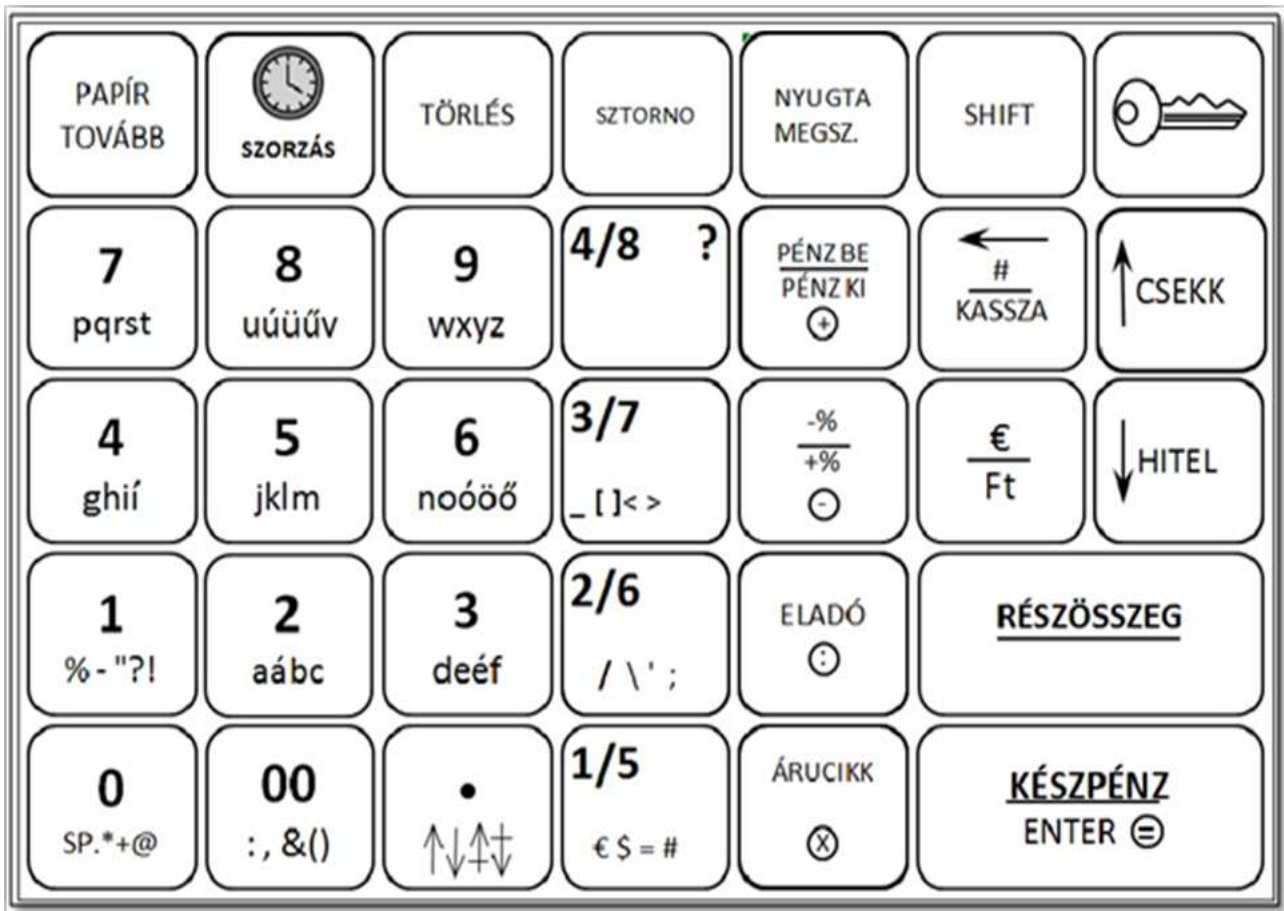 PAPÍR
TOVÁBB
SZORZÁS
TÖRLÉS
SZTORNO
NYUGTA
MEGSZ.
SHIFT
7
pqrst
8
uúüűv
9
wxyz
4/8 ?
PÉNZ BE
PÉNZ KI
+
#
KASSZA
CSEKK
4
ghií
5
jklm
6
noóöő
3/7
_ [ ]< >
-%
+%
-
€
Ft
HITEL
1
% - "?!
2
aábc
3
deéf
2/6
/ \ ' ;
ELADÓ
:
RÉSZÖSSZEG
0
SP.*+@
00
: , &()
.
↑↓⇞⇟
1/5
€ $ = #
ÁRUCIKK
X
KÉSZPÉNZ
ENTER =